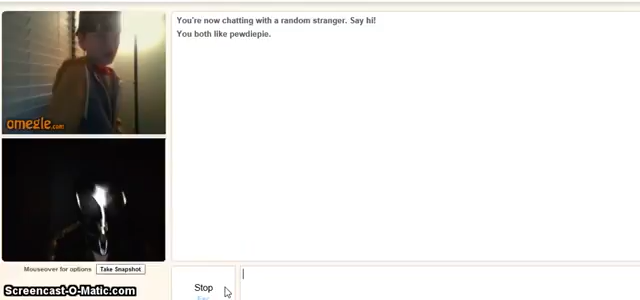 You're now chatting with a random stranger. Say hi!
You both like pewdiepie.
omegle.com
Mouseover for options
Take Snapshot
Screencast-O-Matic.com
Stop
Esc